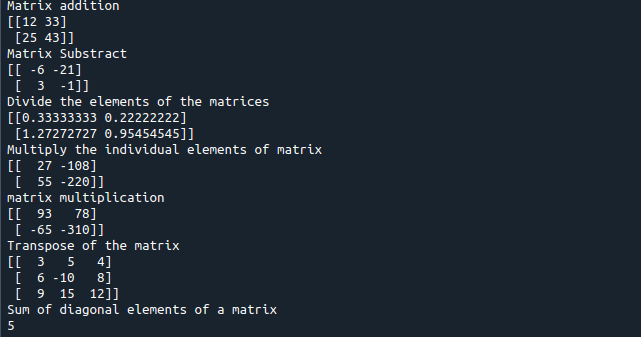 Matrix addition
[[12 33]
 [25 43]]
Matrix Substract
[[ -6 -21]
 [  3  -1]]
Divide the elements of the matrices
[[0.33333333 0.22222222]
 [1.27272727 0.95454545]]
Multiply the individual elements of matrix
[[  27 -108]
 [  55 -220]]
matrix multiplication
[[  93   78]
 [ -65 -310]]
Transpose of the matrix
[[  3   5   4]
 [  6 -10   8]
 [  9  15  12]]
Sum of diagonal elements of a matrix
5